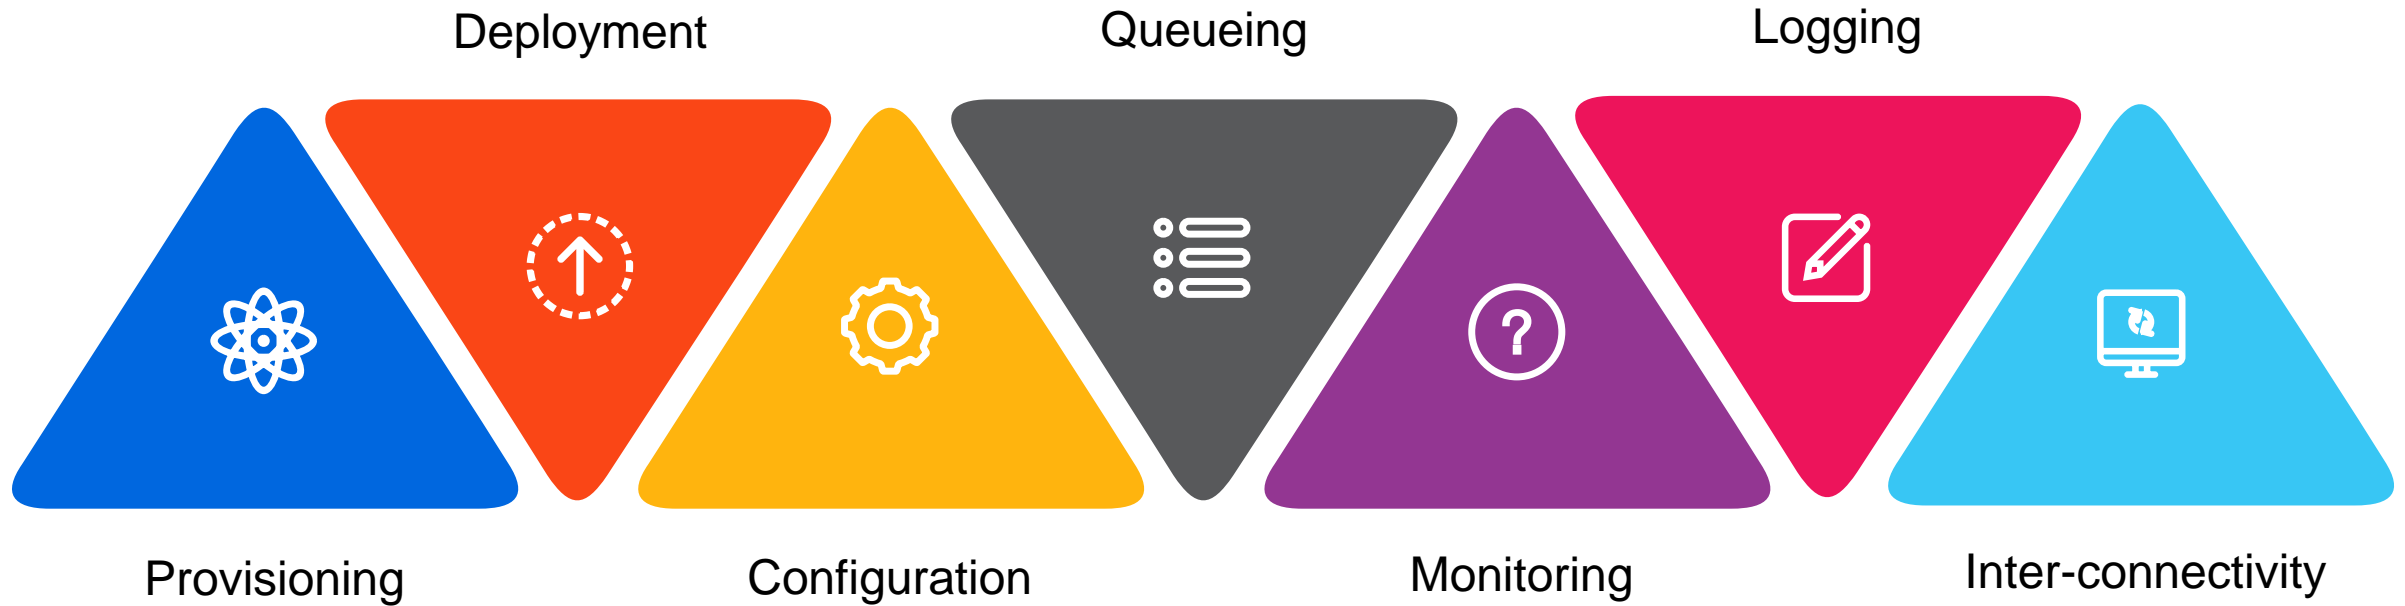 Deployment
Queueing
Logging
?
Provisioning
Configuration
Monitoring
Inter-connectivity